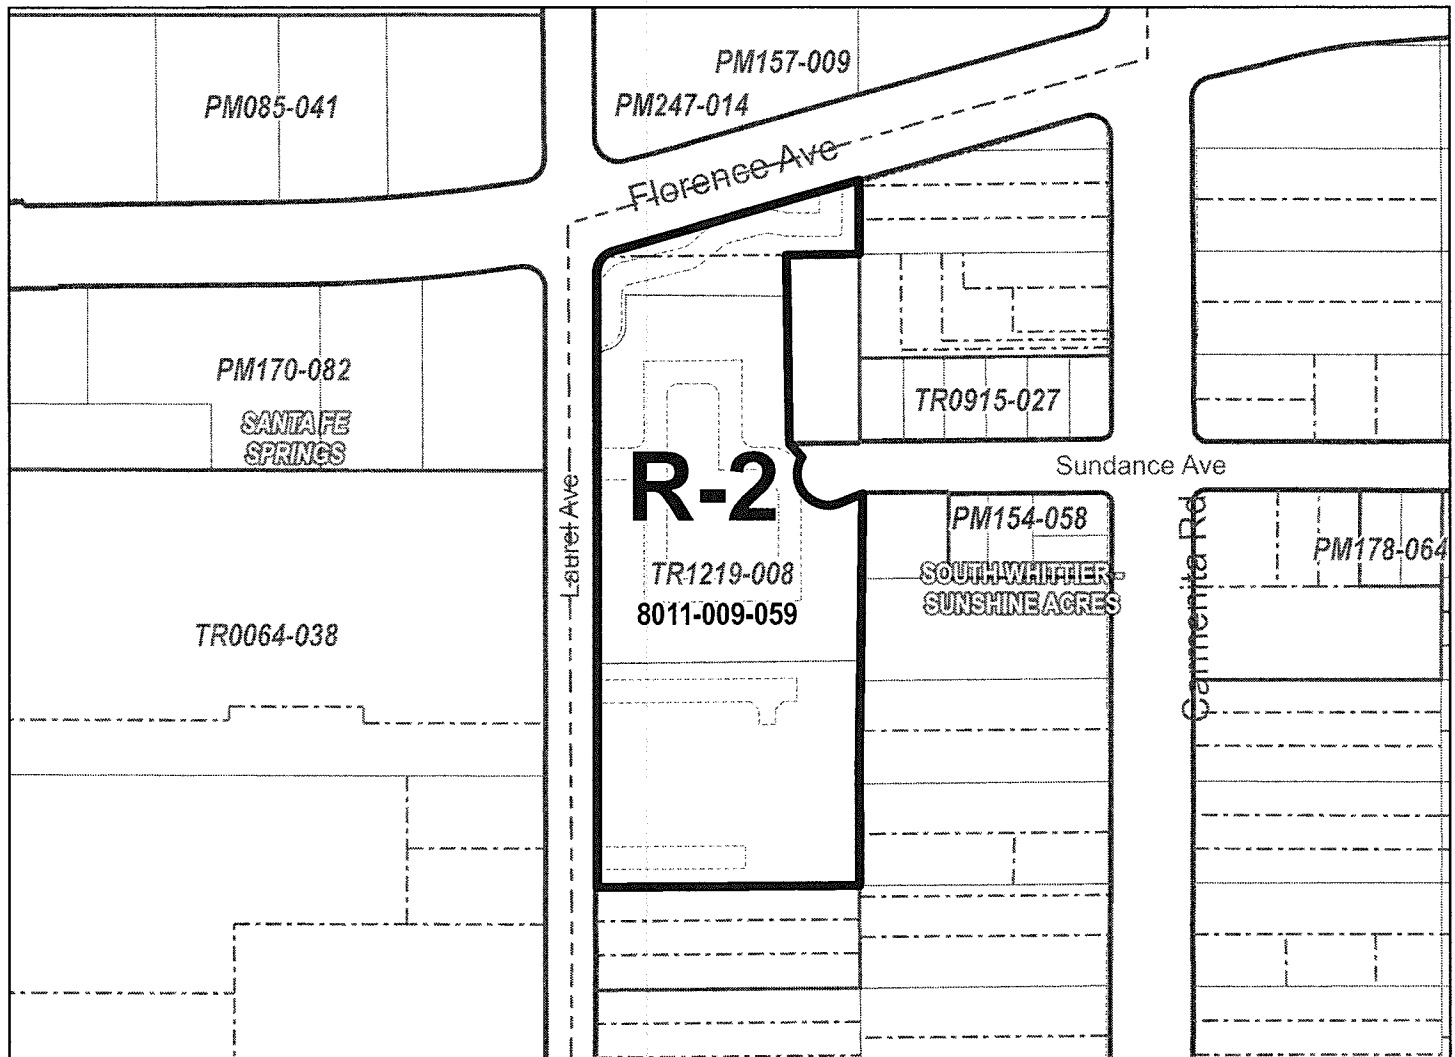 PM157-009
PM085-041
PM247-014
Florence Ave
PM170-082
SANTA FE
SPRINGS
TR0915-027
Sundance Ave
R-2
Laurel Ave
PM154-058
Carmenita Rd
PM178-064
TR1219-008
SOUTH WHITTIER -
SUNSHINE ACRES
8011-009-059
TR0064-038